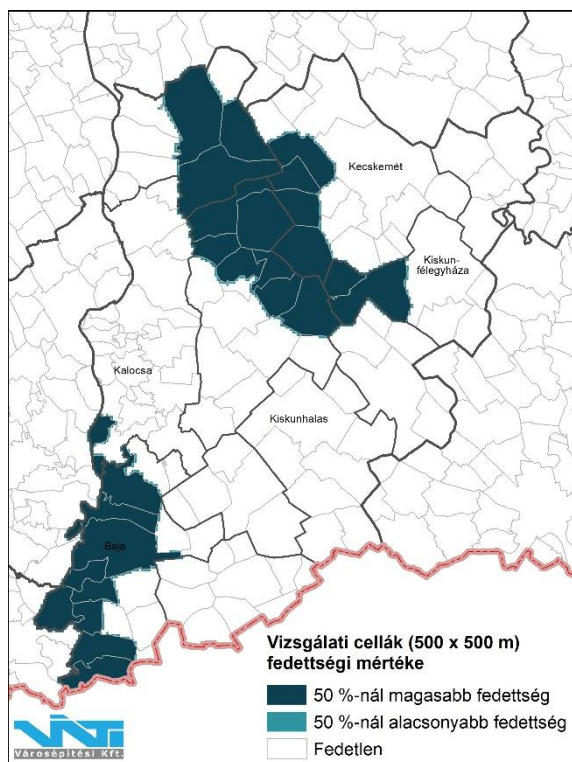 Kecskemét
Kiskun-
félegyháza
Kalocsa
Kiskunhalas
Baja
Vizsgálati cellák (500 x 500 m)
fedettségi mértéke
50 %-nál magasabb fedettség
50 %-nál alacsonyabb fedettség
Fedetlen
VÁTI
Városépítési Kft.